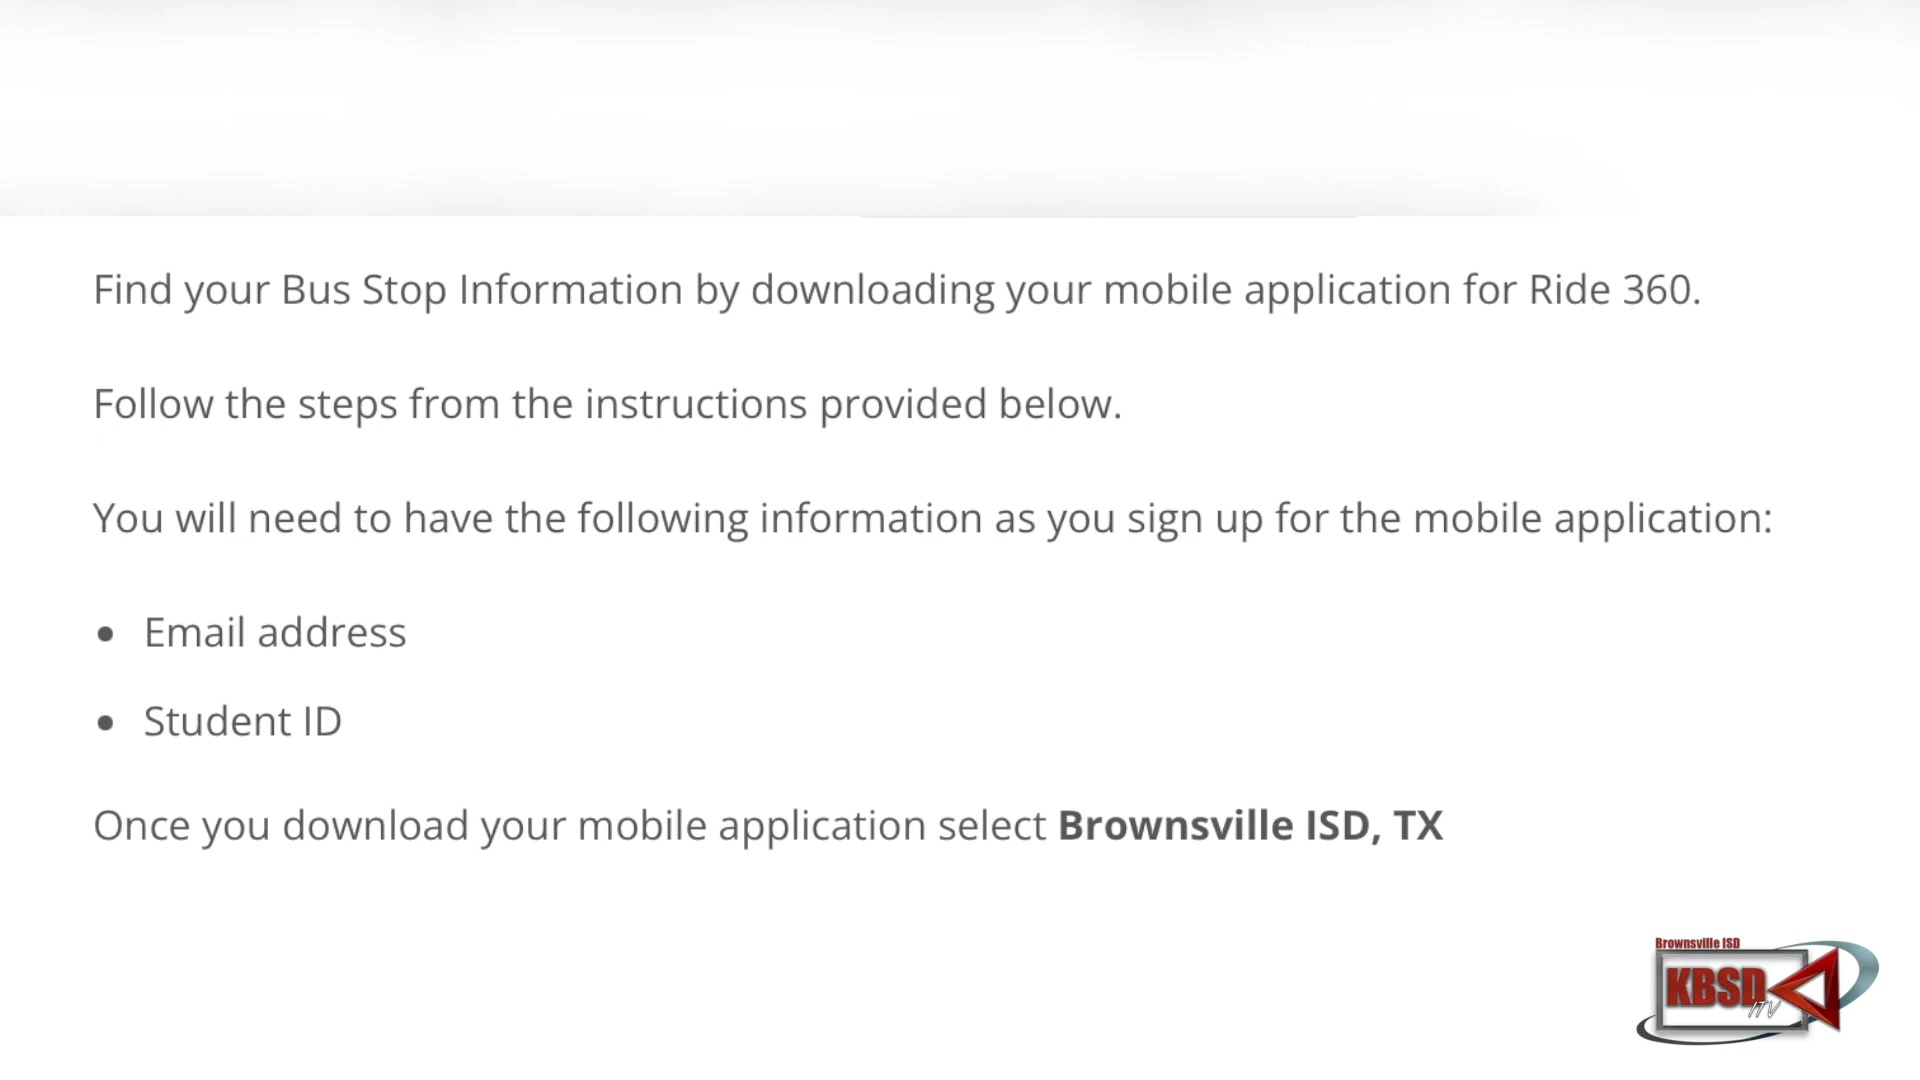 Find your Bus Stop Information by downloading your mobile application for Ride 360.
Follow the steps from the instructions provided below.
You will need to have the following information as you sign up for the mobile application:
• Email address
• Student ID
Once you download your mobile application select Brownsville ISD, TX
Brownsville ISD
KBSD
ITV